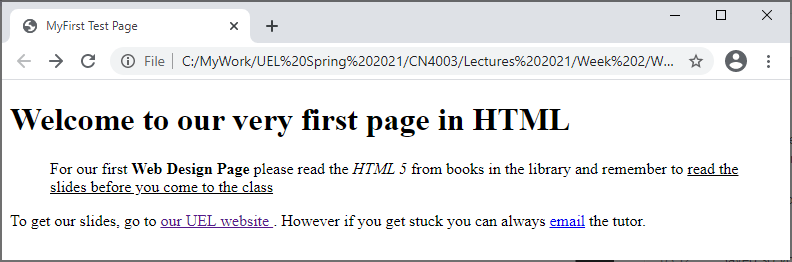 MyFirst Test Page
File C:/MyWork/UEL%20Spring%202021/CN4003/Lectures%202021/Week%202/W...
Welcome to our very first page in HTML
For our first Web Design Page please read the HTML 5 from books in the library and remember to read the
slides before you come to the class
To get our slides, go to our UEL website . However if you get stuck you can always email the tutor.